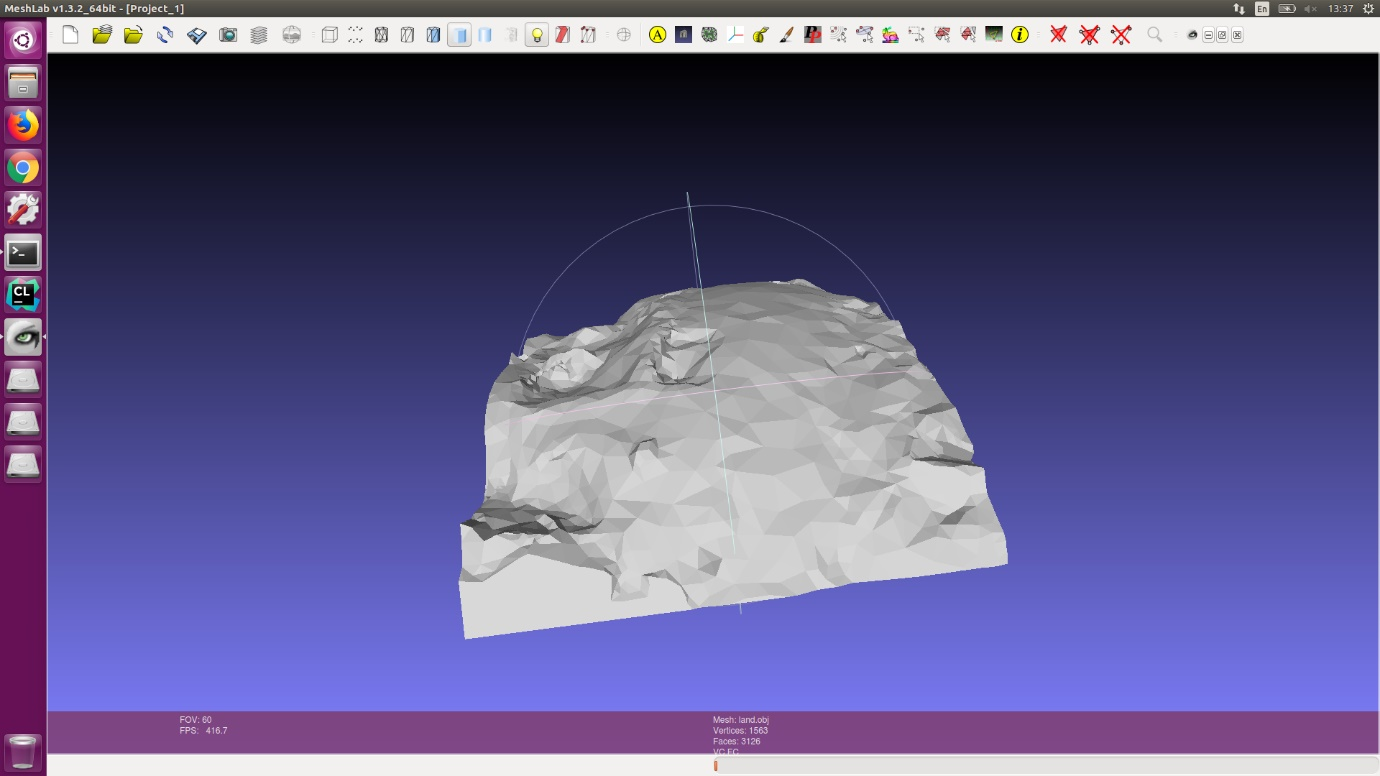 MeshLab v1.3.2_64bit - [Project_1]
En
13:37
A
i
CL
>_
FOV: 60
FPS: 416.7
Mesh: land.obj
Vertices: 1563
Faces: 3126
VC FC